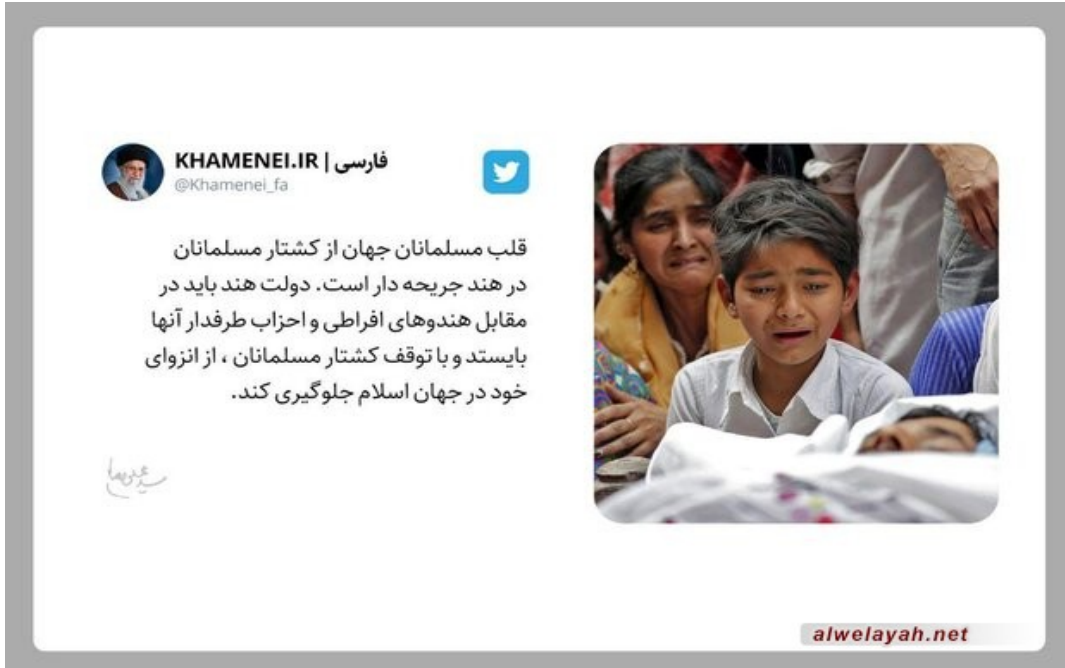 KHAMENEI.IR | فارسی
@Khamenei_fa
قلب مسلمانان جهان از کشتار مسلمانان
در هند جریحه دار است. دولت هند باید در
مقابل هندوهای افراطی و احزاب طرفدار آنها
بایستد و با توقف کشتار مسلمانان ، از انزوای
خود در جهان اسلام جلوگیری کند.
alwelayah.net